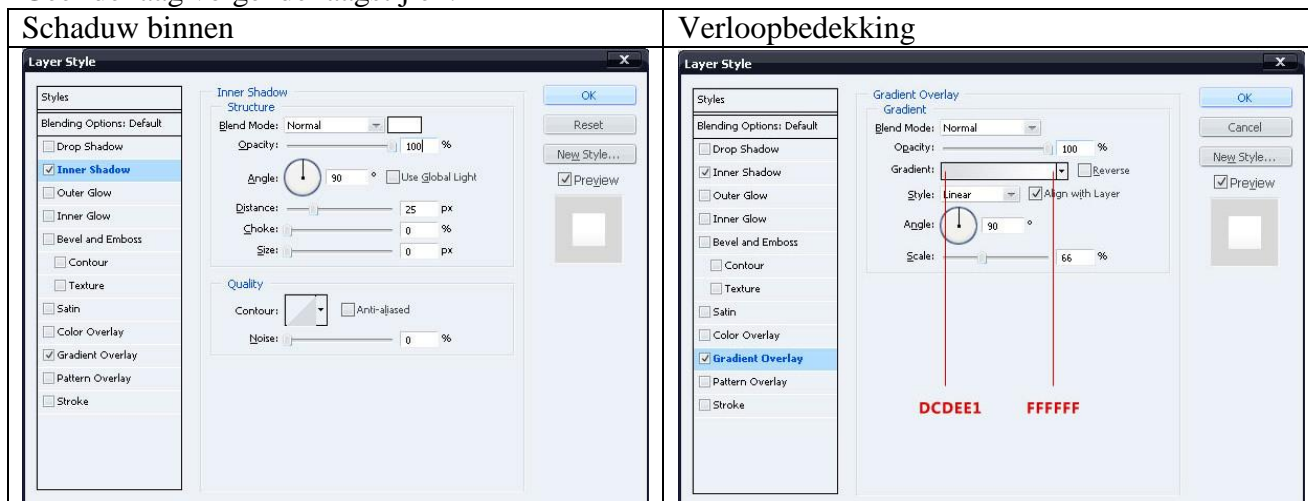 Schaduw binnen
Verloopbedekking
Layer Style
X
Styles
Blending Options: Default
Drop Shadow
Inner Shadow
Outer Glow
Inner Glow
Bevel and Emboss
Contour
Texture
Satin
Color Overlay
Gradient Overlay
Pattern Overlay
Stroke
Inner Shadow
Structure
Blend Mode: Normal
Opacity: 100 %
Angle: 90 ° Use Global Light
Distance: 25 px
Choke: 0 %
Size: 0 px
Quality
Contour: Anti-aliased
Noise: 0 %
OK
Reset
New Style...
Preview
Layer Style
X
Styles
Blending Options: Default
Drop Shadow
Inner Shadow
Outer Glow
Inner Glow
Bevel and Emboss
Contour
Texture
Satin
Color Overlay
Gradient Overlay
Pattern Overlay
Stroke
Gradient Overlay
Gradient
Blend Mode: Normal
Opacity: 100 %
Gradient: Reverse
Style: Linear Align with Layer
Angle: 90 °
Scale: 66 %
DCDEE1 FFFFFF
OK
Cancel
New Style...
Preview